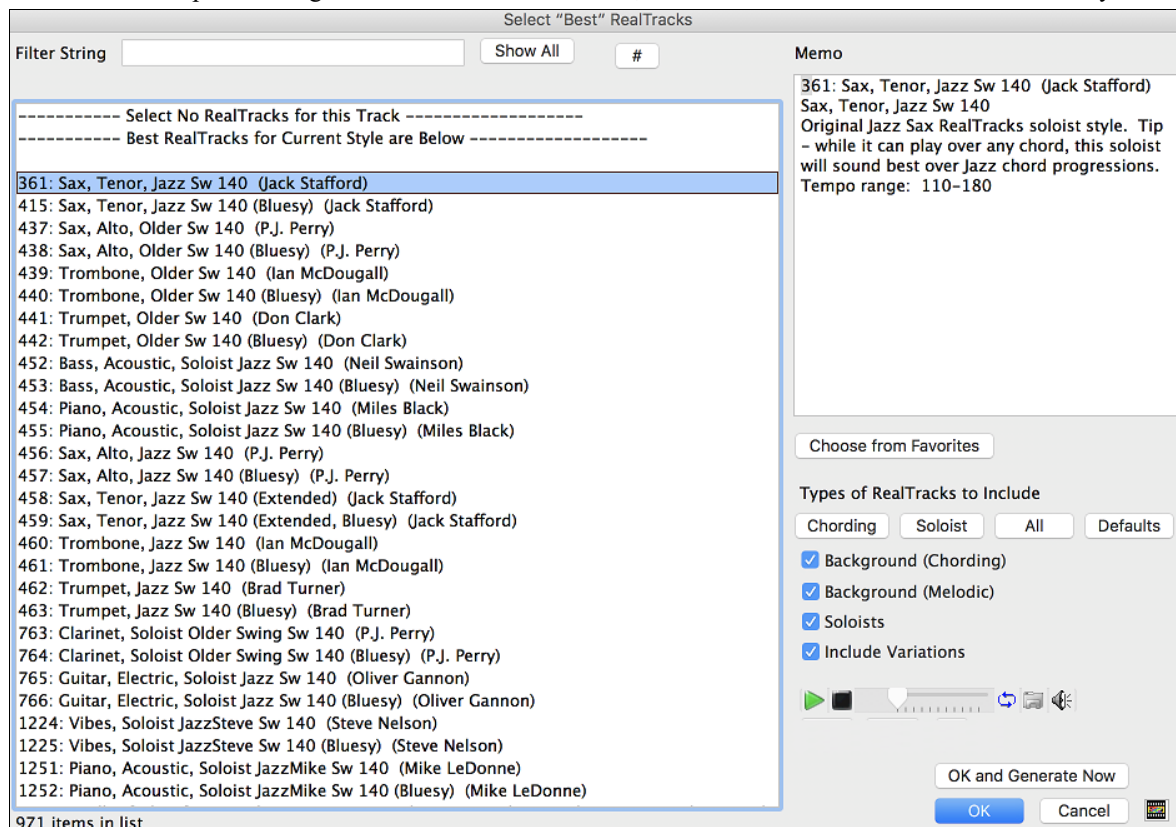 Select “Best” RealTracks
Filter String
Show All
#
----------- Select No RealTracks for this Track -------------------
----------- Best RealTracks for Current Style are Below -------------------
361: Sax, Tenor, Jazz Sw 140 (Jack Stafford)
415: Sax, Tenor, Jazz Sw 140 (Bluesy) (Jack Stafford)
437: Sax, Alto, Older Sw 140 (P.J. Perry)
438: Sax, Alto, Older Sw 140 (Bluesy) (P.J. Perry)
439: Trombone, Older Sw 140 (Ian McDougall)
440: Trombone, Older Sw 140 (Bluesy) (Ian McDougall)
441: Trumpet, Older Sw 140 (Don Clark)
442: Trumpet, Older Sw 140 (Bluesy) (Don Clark)
452: Bass, Acoustic, Soloist Jazz Sw 140 (Neil Swainson)
453: Bass, Acoustic, Soloist Jazz Sw 140 (Bluesy) (Neil Swainson)
454: Piano, Acoustic, Soloist Jazz Sw 140 (Miles Black)
455: Piano, Acoustic, Soloist Jazz Sw 140 (Bluesy) (Miles Black)
456: Sax, Alto, Jazz Sw 140 (P.J. Perry)
457: Sax, Alto, Jazz Sw 140 (Bluesy) (P.J. Perry)
458: Sax, Tenor, Jazz Sw 140 (Extended) (Jack Stafford)
459: Sax, Tenor, Jazz Sw 140 (Extended, Bluesy) (Jack Stafford)
460: Trombone, Jazz Sw 140 (Ian McDougall)
461: Trombone, Jazz Sw 140 (Bluesy) (Ian McDougall)
462: Trumpet, Jazz Sw 140 (Brad Turner)
463: Trumpet, Jazz Sw 140 (Bluesy) (Brad Turner)
763: Clarinet, Soloist Older Swing Sw 140 (P.J. Perry)
764: Clarinet, Soloist Older Swing Sw 140 (Bluesy) (P.J. Perry)
765: Guitar, Electric, Soloist Jazz Sw 140 (Oliver Gannon)
766: Guitar, Electric, Soloist Jazz Sw 140 (Bluesy) (Oliver Gannon)
1224: Vibes, Soloist JazzSteve Sw 140 (Steve Nelson)
1225: Vibes, Soloist JazzSteve Sw 140 (Bluesy) (Steve Nelson)
1251: Piano, Acoustic, Soloist JazzMike Sw 140 (Mike LeDonne)
1252: Piano, Acoustic, Soloist JazzMike Sw 140 (Bluesy) (Mike LeDonne)
971 items in list
Memo
361: Sax, Tenor, Jazz Sw 140 (Jack Stafford)
Sax, Tenor, Jazz Sw 140
Original Jazz Sax RealTracks soloist style. Tip
– while it can play over any chord, this soloist
will sound best over Jazz chord progressions.
Tempo range: 110–180
Choose from Favorites
Types of RealTracks to Include
Chording
Soloist
All
Defaults
Background (Chording)
Background (Melodic)
Soloists
Include Variations
OK and Generate Now
OK
Cancel